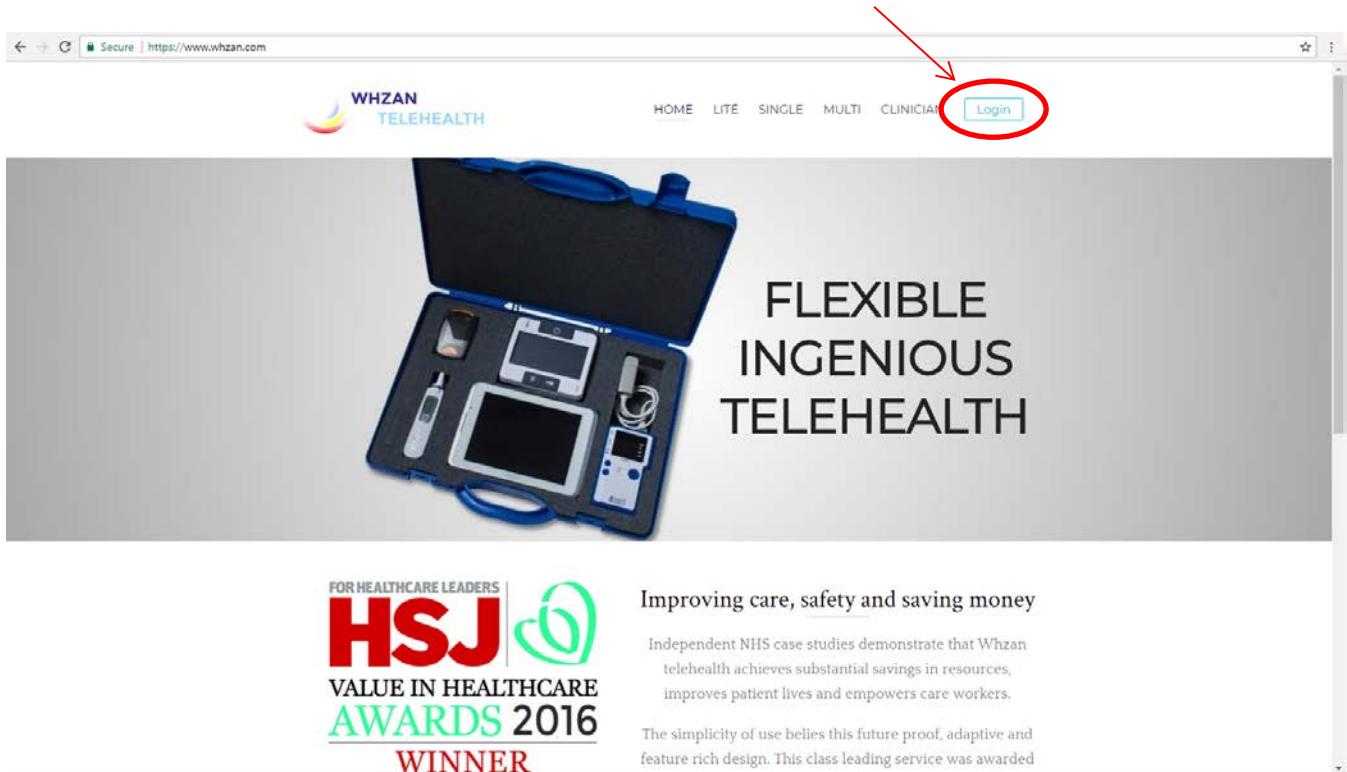 Secure | https://www.whzan.com
WHZAN
TELEHEALTH
HOME LITE SINGLE MULTI CLINICIAN Login
FLEXIBLE
INGENIOUS
TELEHEALTH
FOR HEALTHCARE LEADERS
HSJ
VALUE IN HEALTHCARE
AWARDS 2016
WINNER
Improving care, safety and saving money
Independent NHS case studies demonstrate that Whzan
telehealth achieves substantial savings in resources,
improves patient lives and empowers care workers.
The simplicity of use belies this future proof, adaptive and
feature rich design. This class leading service was awarded